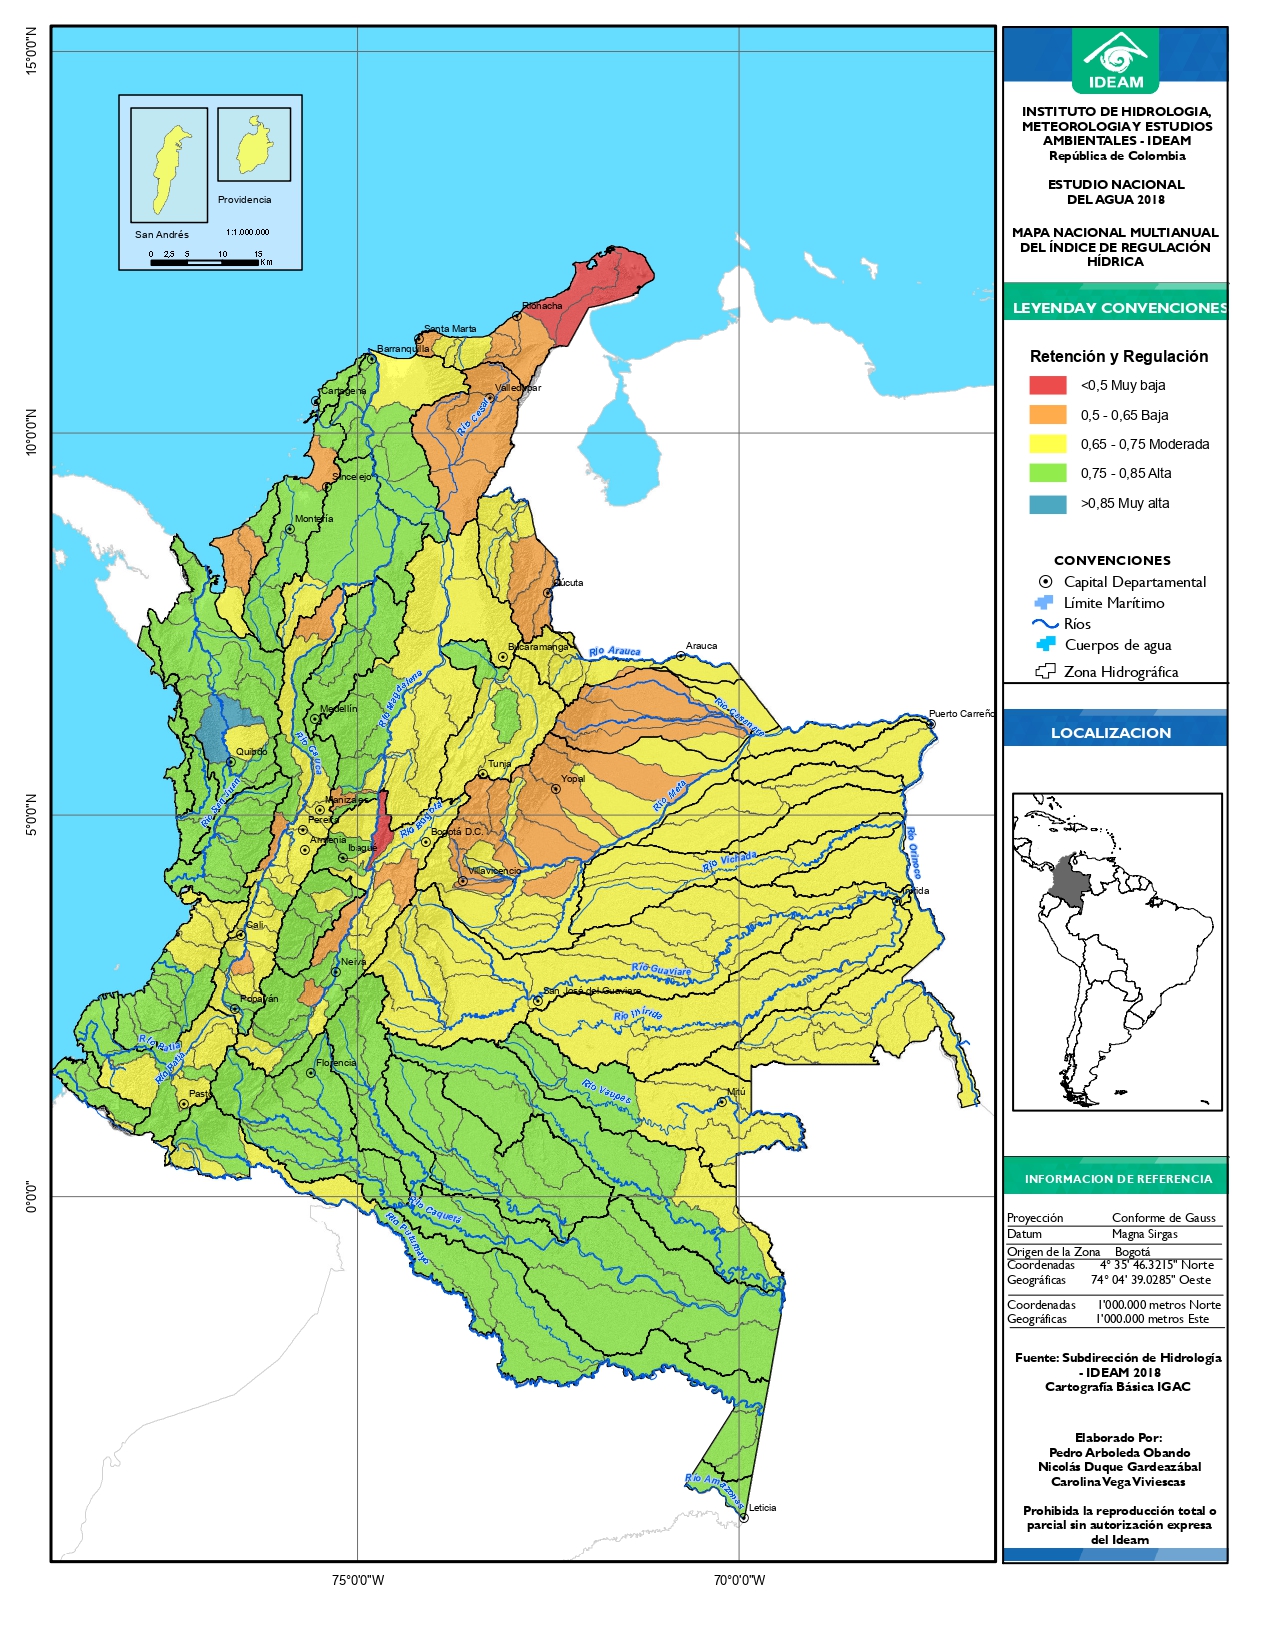 15°0'0"N
10°0'0"N
5°0'0"N
0°0'0"
75°0'0"W
70°0'0"W
San Andrés
Providencia
1:1.000.000
0 2,5 5 10 15
Km
Riohacha
Santa Marta
Barranquilla
Cartagena
Valledupar
Río Cesar
Sincelejo
Montería
Cúcuta
Bucaramanga
Río Arauca
Arauca
Río Magdalena
Río Casanare
Puerto Carreño
Medellín
Río Cauca
Quibdó
Tunja
Yopal
Río Meta
Río San Juan
Manizales
Pereira
Armenia
Ibagué
Río Bogotá
Bogotá D.C.
Villavicencio
Río Vichada
Río Orinoco
Inírida
Cali
Neiva
Río Guaviare
San José del Guaviare
Río Inírida
Popayán
Río Patía
Río Patía
Florencia
Río Vaupas
Mitú
Pasto
Río Caquetá
Río Putumayo
Río Amazonas
Leticia
IDEAM
INSTITUTO DE HIDROLOGIA,
METEOROLOGIA Y ESTUDIOS
AMBIENTALES - IDEAM
República de Colombia
ESTUDIO NACIONAL
DEL AGUA 2018
MAPA NACIONAL MULTIANUAL
DEL ÍNDICE DE REGULACIÓN
HÍDRICA
LEYENDA Y CONVENCIONES
Retención y Regulación
<0,5 Muy baja
0,5 - 0,65 Baja
0,65 - 0,75 Moderada
0,75 - 0,85 Alta
>0,85 Muy alta
CONVENCIONES
Capital Departamental
Límite Marítimo
Ríos
Cuerpos de agua
Zona Hidrográfica
LOCALIZACION
INFORMACION DE REFERENCIA
Proyección Conforme de Gauss
Datum Magna Sirgas
Origen de la Zona Bogotá
Coordenadas 4° 35' 46.3215" Norte
Geográficas 74° 04' 39.0285" Oeste
Coordenadas 1'000.000 metros Norte
Geográficas 1'000.000 metros Este
Fuente: Subdirección de Hidrología
- IDEAM 2018
Cartografía Básica IGAC
Elaborado Por:
Pedro Arboleda Obando
Nicolás Duque Gardeazábal
Carolina Vega Viviescas
Prohibida la reproducción total o
parcial sin autorización expresa
del Ideam